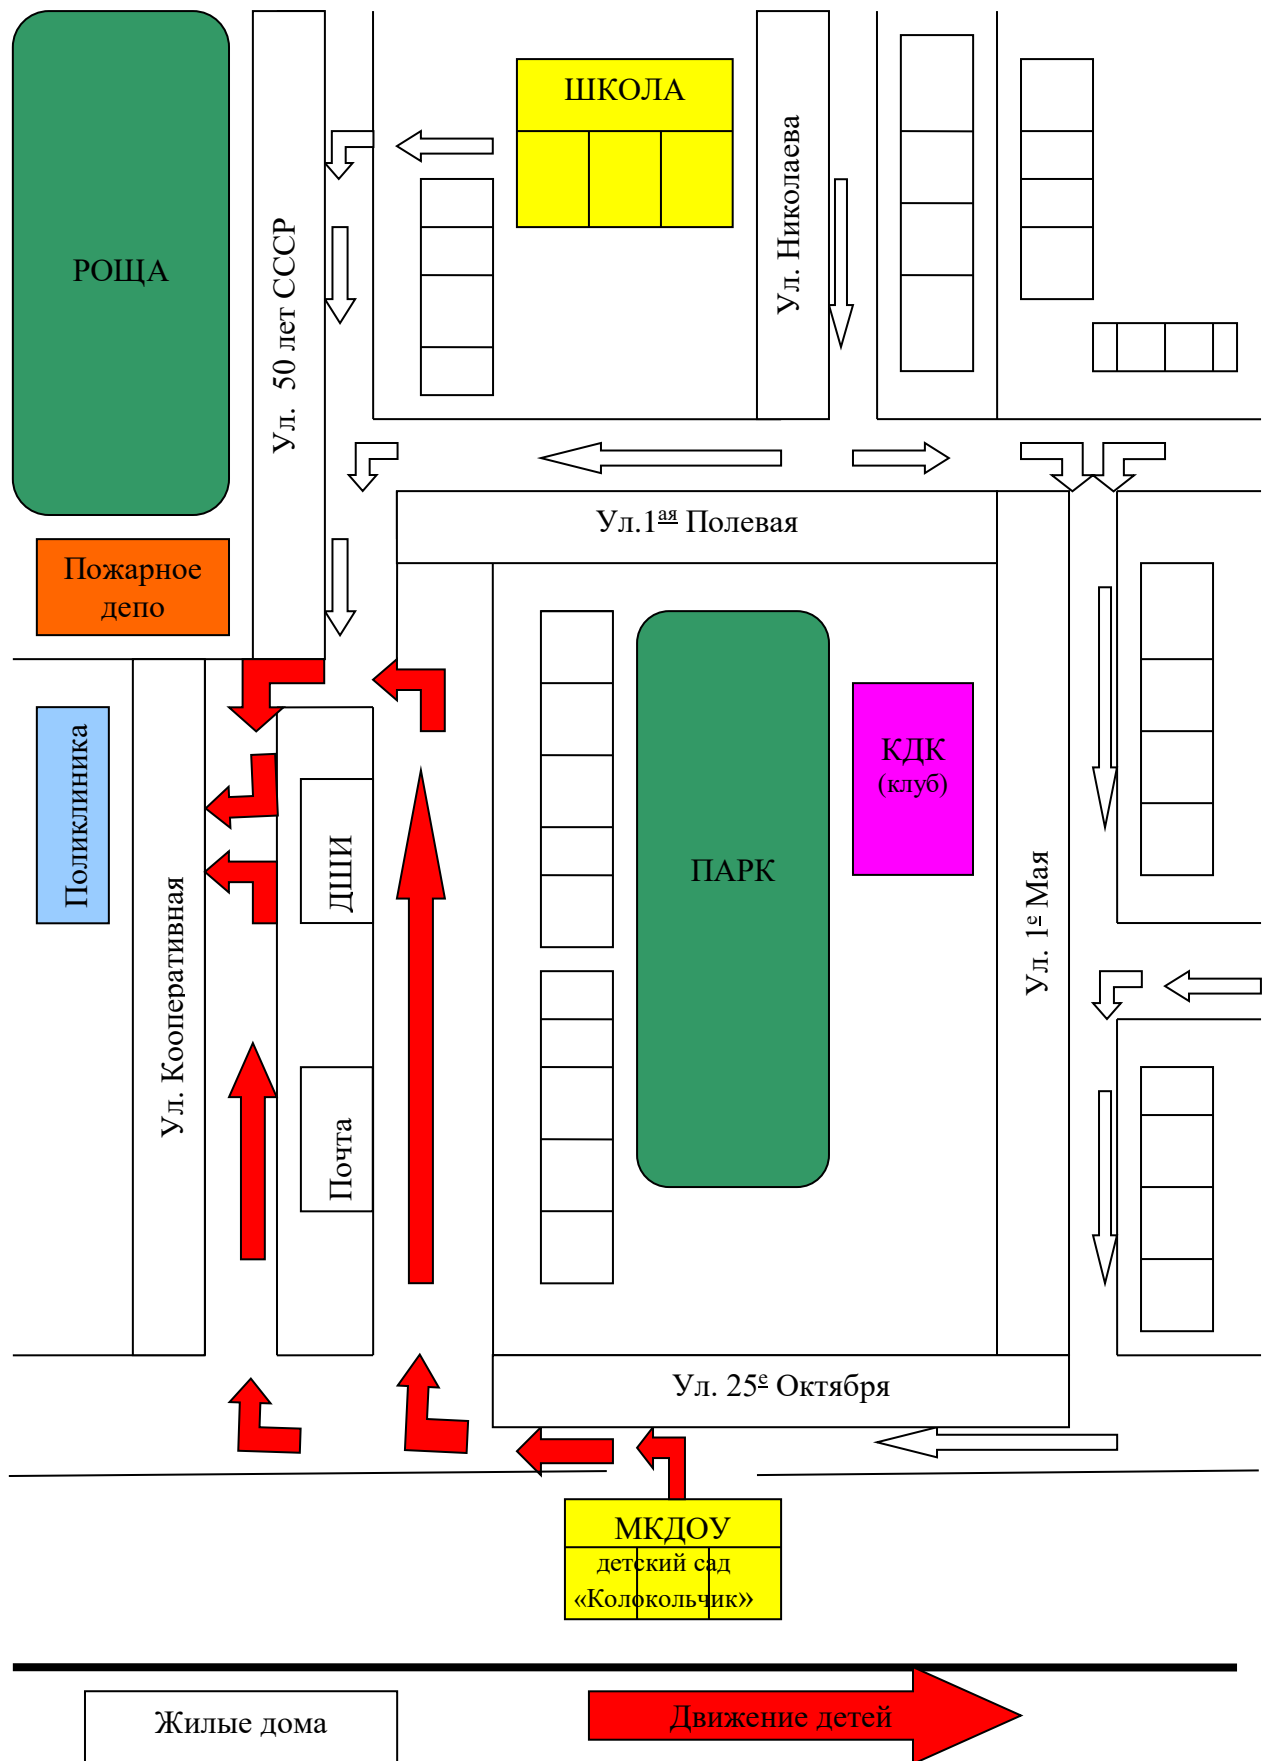 ШКОЛА
Ул. Николаева
РОЩА
Ул.  50 лет СССР
Ул.1ая Полевая
Пожарное
депо
Поликлиника
ДШИ
КДК
(клуб)
ПАРК
Ул. Кооперативная
Ул. 1е Мая
Почта
Ул. 25е Октября
МКДОУ
детский сад
«Колокольчик»
Жилые дома
Движение детей